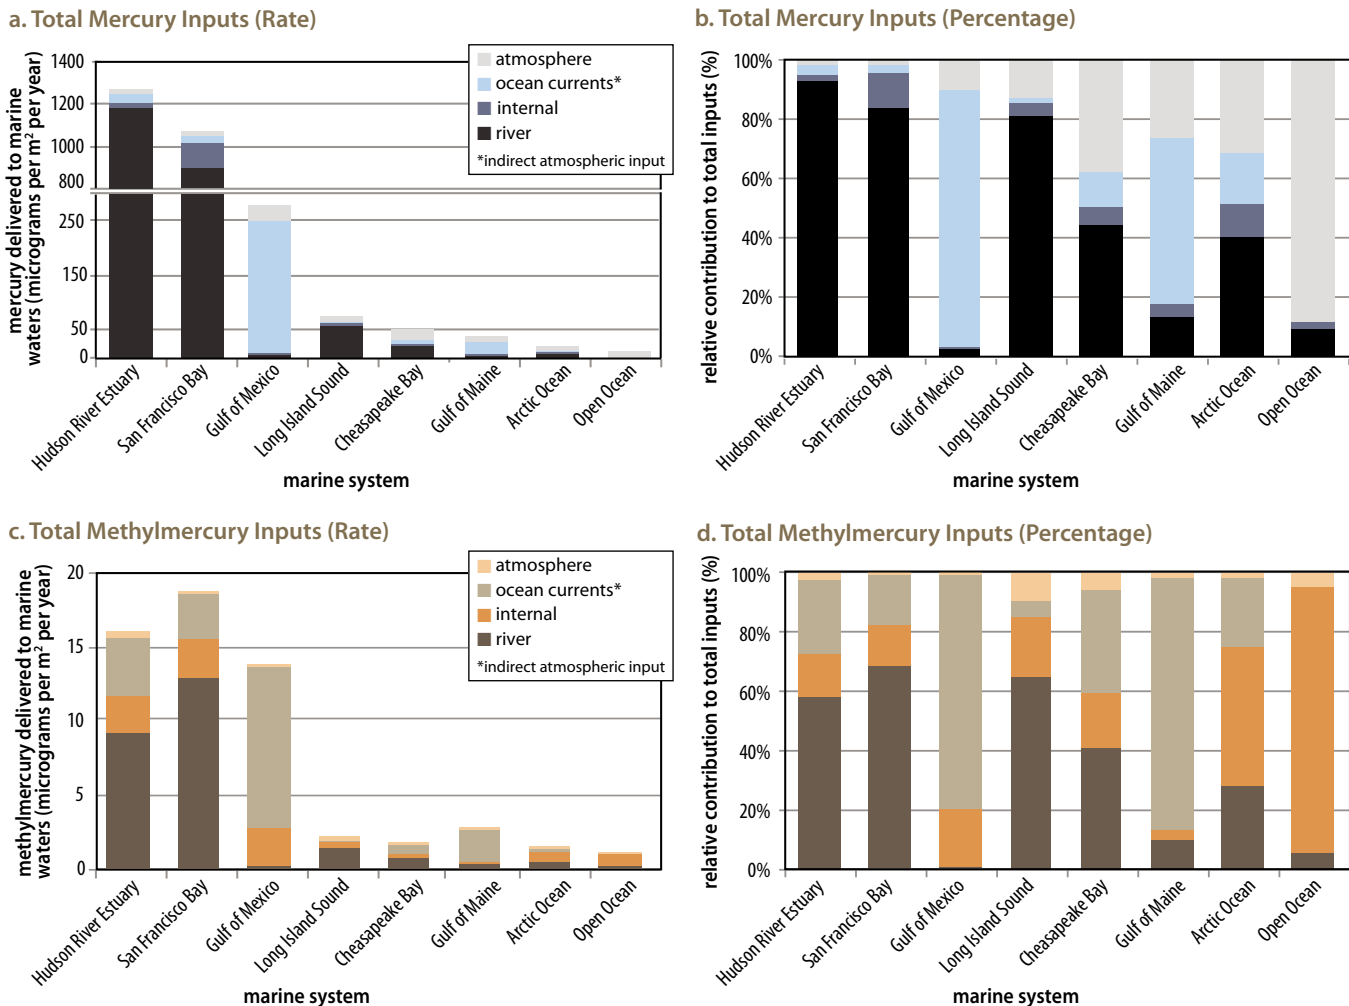 a. Total Mercury Inputs (Rate)
mercury delivered to marine
waters (micrograms per m² per year)
1400
1200
1000
800
250
150
50
0
atmosphere
ocean currents*
internal
river
*indirect atmospheric input
Hudson River Estuary
San Francisco Bay
Gulf of Mexico
Long Island Sound
Cheasapeake Bay
Gulf of Maine
Arctic Ocean
Open Ocean
marine system
b. Total Mercury Inputs (Percentage)
relative contribution to total inputs (%)
100%
80%
60%
40%
20%
0%
Hudson River Estuary
San Francisco Bay
Gulf of Mexico
Long Island Sound
Cheasapeake Bay
Gulf of Maine
Arctic Ocean
Open Ocean
marine system
c. Total Methylmercury Inputs (Rate)
methylmercury delivered to marine
waters (micrograms per m² per year)
20
15
10
5
0
atmosphere
ocean currents*
internal
river
*indirect atmospheric input
Hudson River Estuary
San Francisco Bay
Gulf of Mexico
Long Island Sound
Cheasapeake Bay
Gulf of Maine
Arctic Ocean
Open Ocean
marine system
d. Total Methylmercury Inputs (Percentage)
relative contribution to total inputs (%)
100%
80%
60%
40%
20%
0%
Hudson River Estuary
San Francisco Bay
Gulf of Mexico
Long Island Sound
Cheasapeake Bay
Gulf of Maine
Arctic Ocean
Open Ocean
marine system